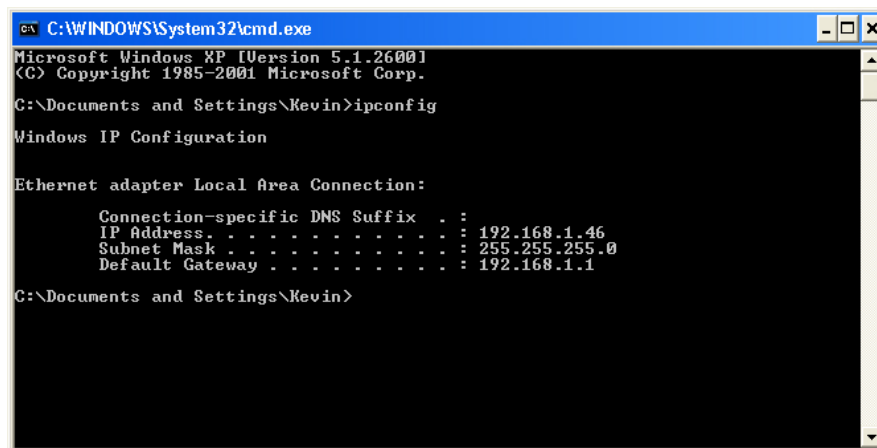 C:\WINDOWS\System32\cmd.exe
Microsoft Windows XP [Version 5.1.2600]
(C) Copyright 1985-2001 Microsoft Corp.
C:\Documents and Settings\Kevin>ipconfig
Windows IP Configuration
Ethernet adapter Local Area Connection:
Connection-specific DNS Suffix  . :
IP Address. . . . . . . . . . . . : 192.168.1.46
Subnet Mask . . . . . . . . . . . : 255.255.255.0
Default Gateway . . . . . . . . . : 192.168.1.1
C:\Documents and Settings\Kevin>